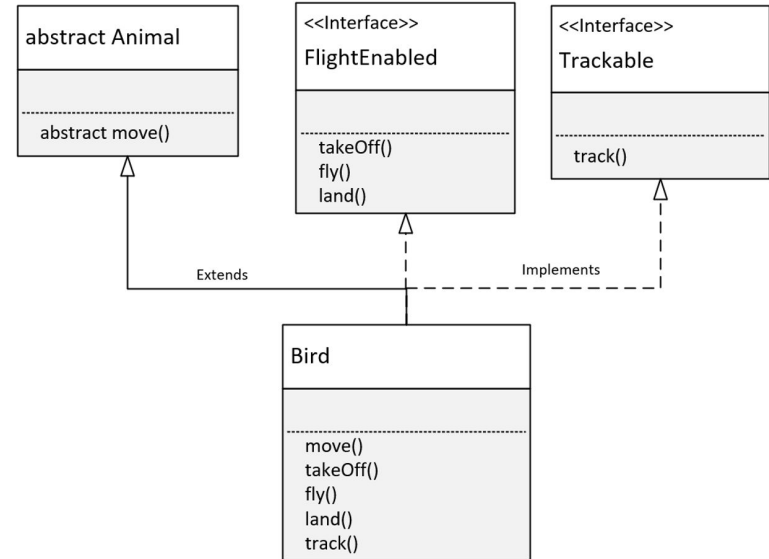 abstract Animal
abstract move()
<<Interface>>
FlightEnabled
takeOff()
fly()
land()
<<Interface>>
Trackable
track()
Extends
Implements
Bird
move()
takeOff()
fly()
land()
track()